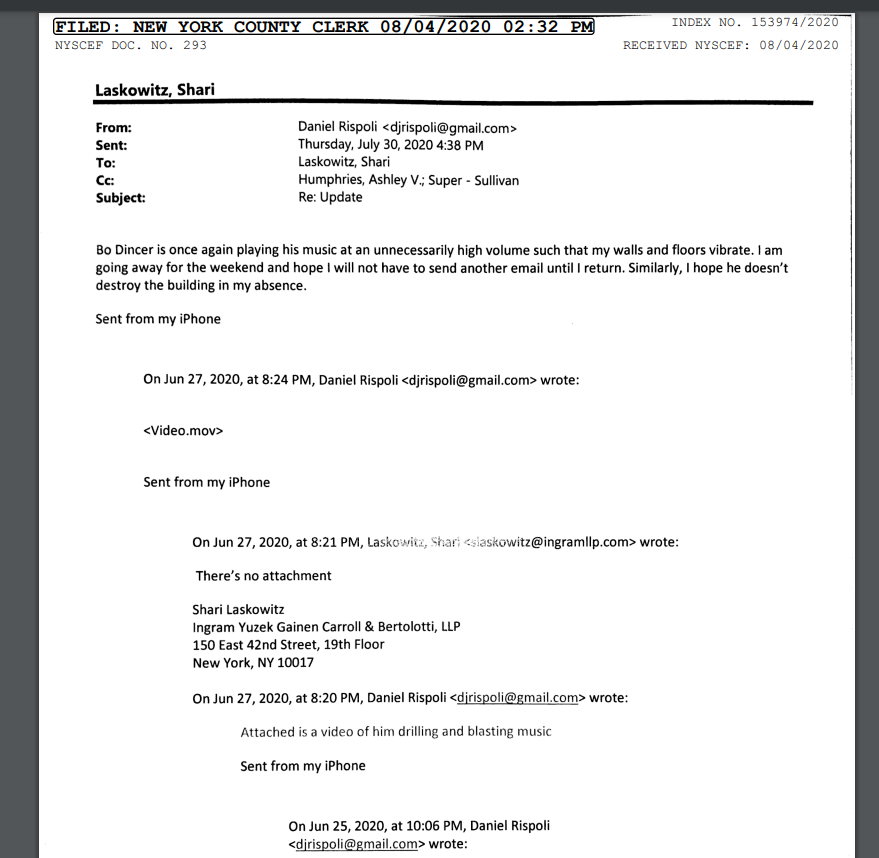 FILED: NEW YORK COUNTY CLERK 08/04/2020 02:32 PM
INDEX NO. 153974/2020
NYSCEF DOC. NO. 293
RECEIVED NYSCEF: 08/04/2020
Laskowitz, Shari
From: Daniel Rispoli <djrispoli@gmail.com>
Sent: Thursday, July 30, 2020 4:38 PM
To: Laskowitz, Shari
Cc: Humphries, Ashley V.; Super - Sullivan
Subject: Re: Update
Bo Dincer is once again playing his music at an unnecessarily high volume such that my walls and floors vibrate. I am
going away for the weekend and hope I will not have to send another email until I return. Similarly, I hope he doesn't
destroy the building in my absence.
Sent from my iPhone
On Jun 27, 2020, at 8:24 PM, Daniel Rispoli <djrispoli@gmail.com> wrote:
<Video.mov>
Sent from my iPhone
On Jun 27, 2020, at 8:21 PM, Laskowitz, Shari <slaskowitz@ingramllp.com> wrote:
There's no attachment
Shari Laskowitz
Ingram Yuzek Gainen Carroll & Bertolotti, LLP
150 East 42nd Street, 19th Floor
New York, NY 10017
On Jun 27, 2020, at 8:20 PM, Daniel Rispoli <djrispoli@gmail.com> wrote:
Attached is a video of him drilling and blasting music
Sent from my iPhone
On Jun 25, 2020, at 10:06 PM, Daniel Rispoli
<djrispoli@gmail.com> wrote: